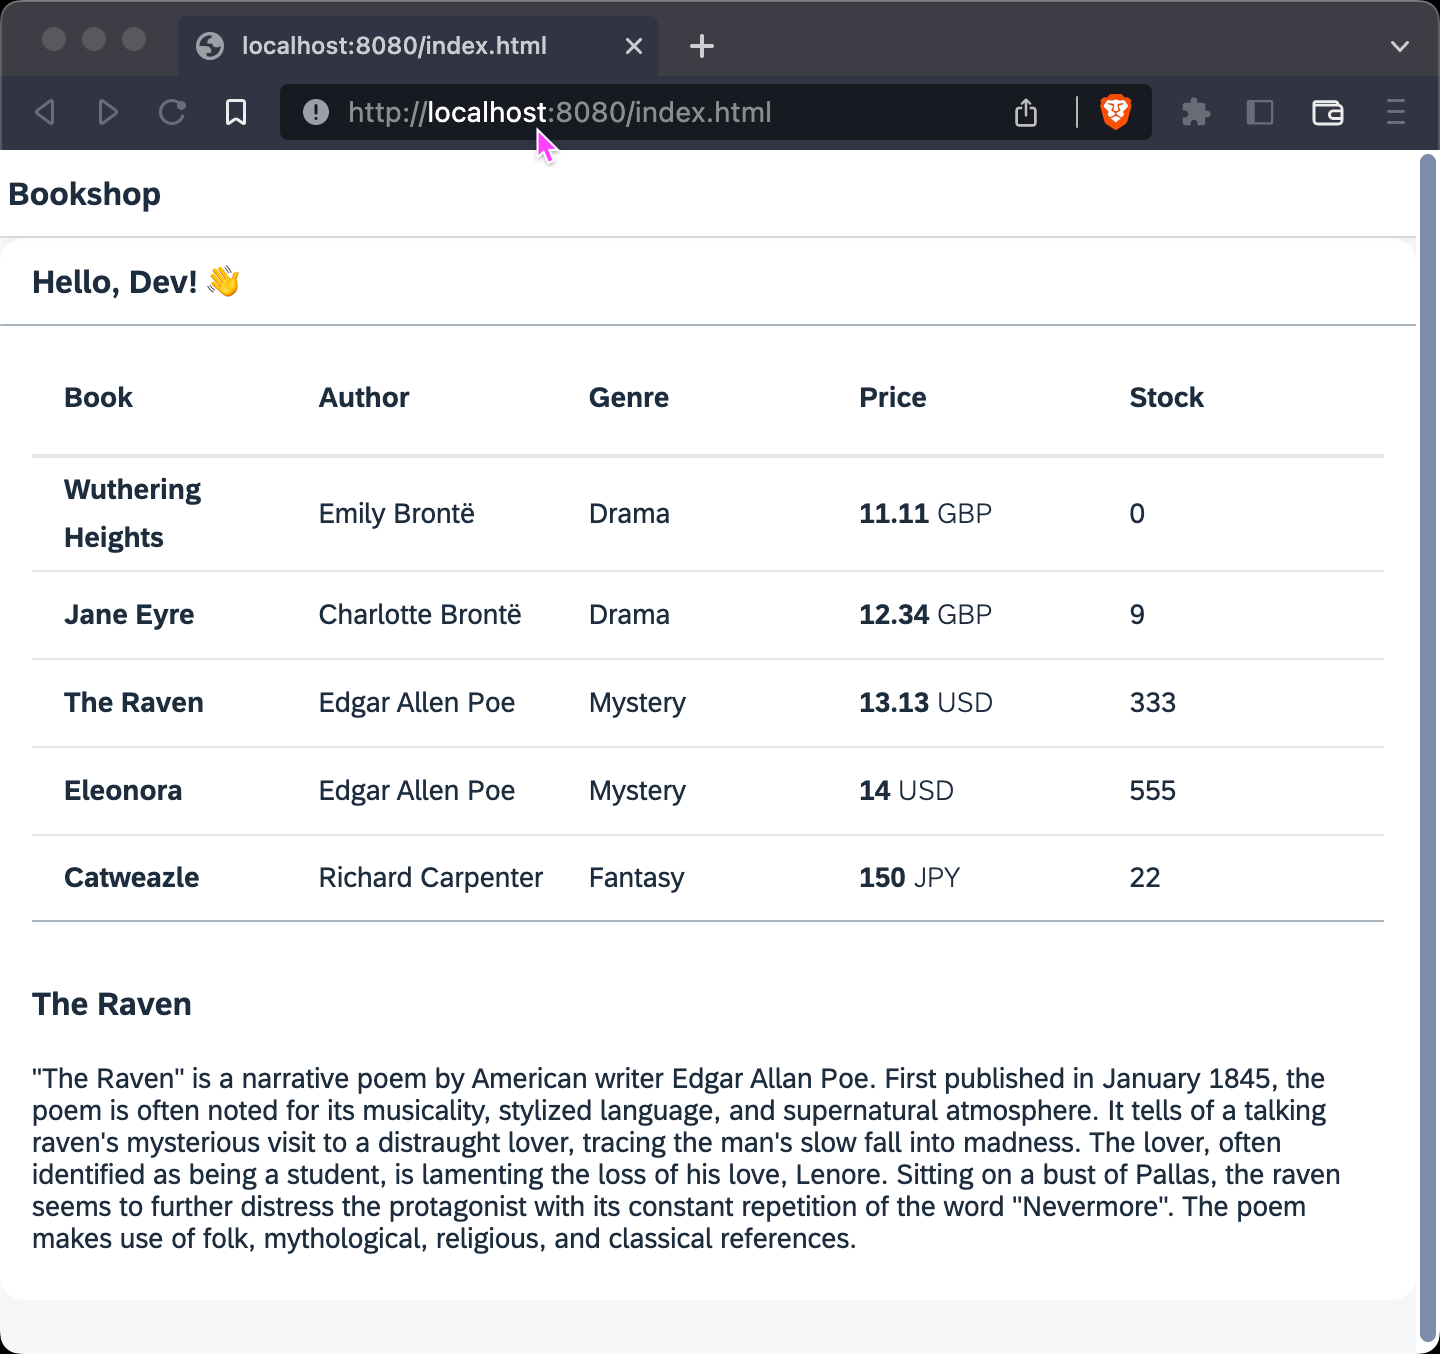 localhost:8080/index.html
http://localhost:8080/index.html
Bookshop
Hello, Dev! 👋
Book Author Genre Price Stock
Wuthering
Heights Emily Brontë Drama 11.11 GBP 0
Jane Eyre Charlotte Brontë Drama 12.34 GBP 9
The Raven Edgar Allen Poe Mystery 13.13 USD 333
Eleonora Edgar Allen Poe Mystery 14 USD 555
Catweazle Richard Carpenter Fantasy 150 JPY 22
The Raven
"The Raven" is a narrative poem by American writer Edgar Allan Poe. First published in January 1845, the
poem is often noted for its musicality, stylized language, and supernatural atmosphere. It tells of a talking
raven's mysterious visit to a distraught lover, tracing the man's slow fall into madness. The lover, often
identified as being a student, is lamenting the loss of his love, Lenore. Sitting on a bust of Pallas, the raven
seems to further distress the protagonist with its constant repetition of the word "Nevermore". The poem
makes use of folk, mythological, religious, and classical references.